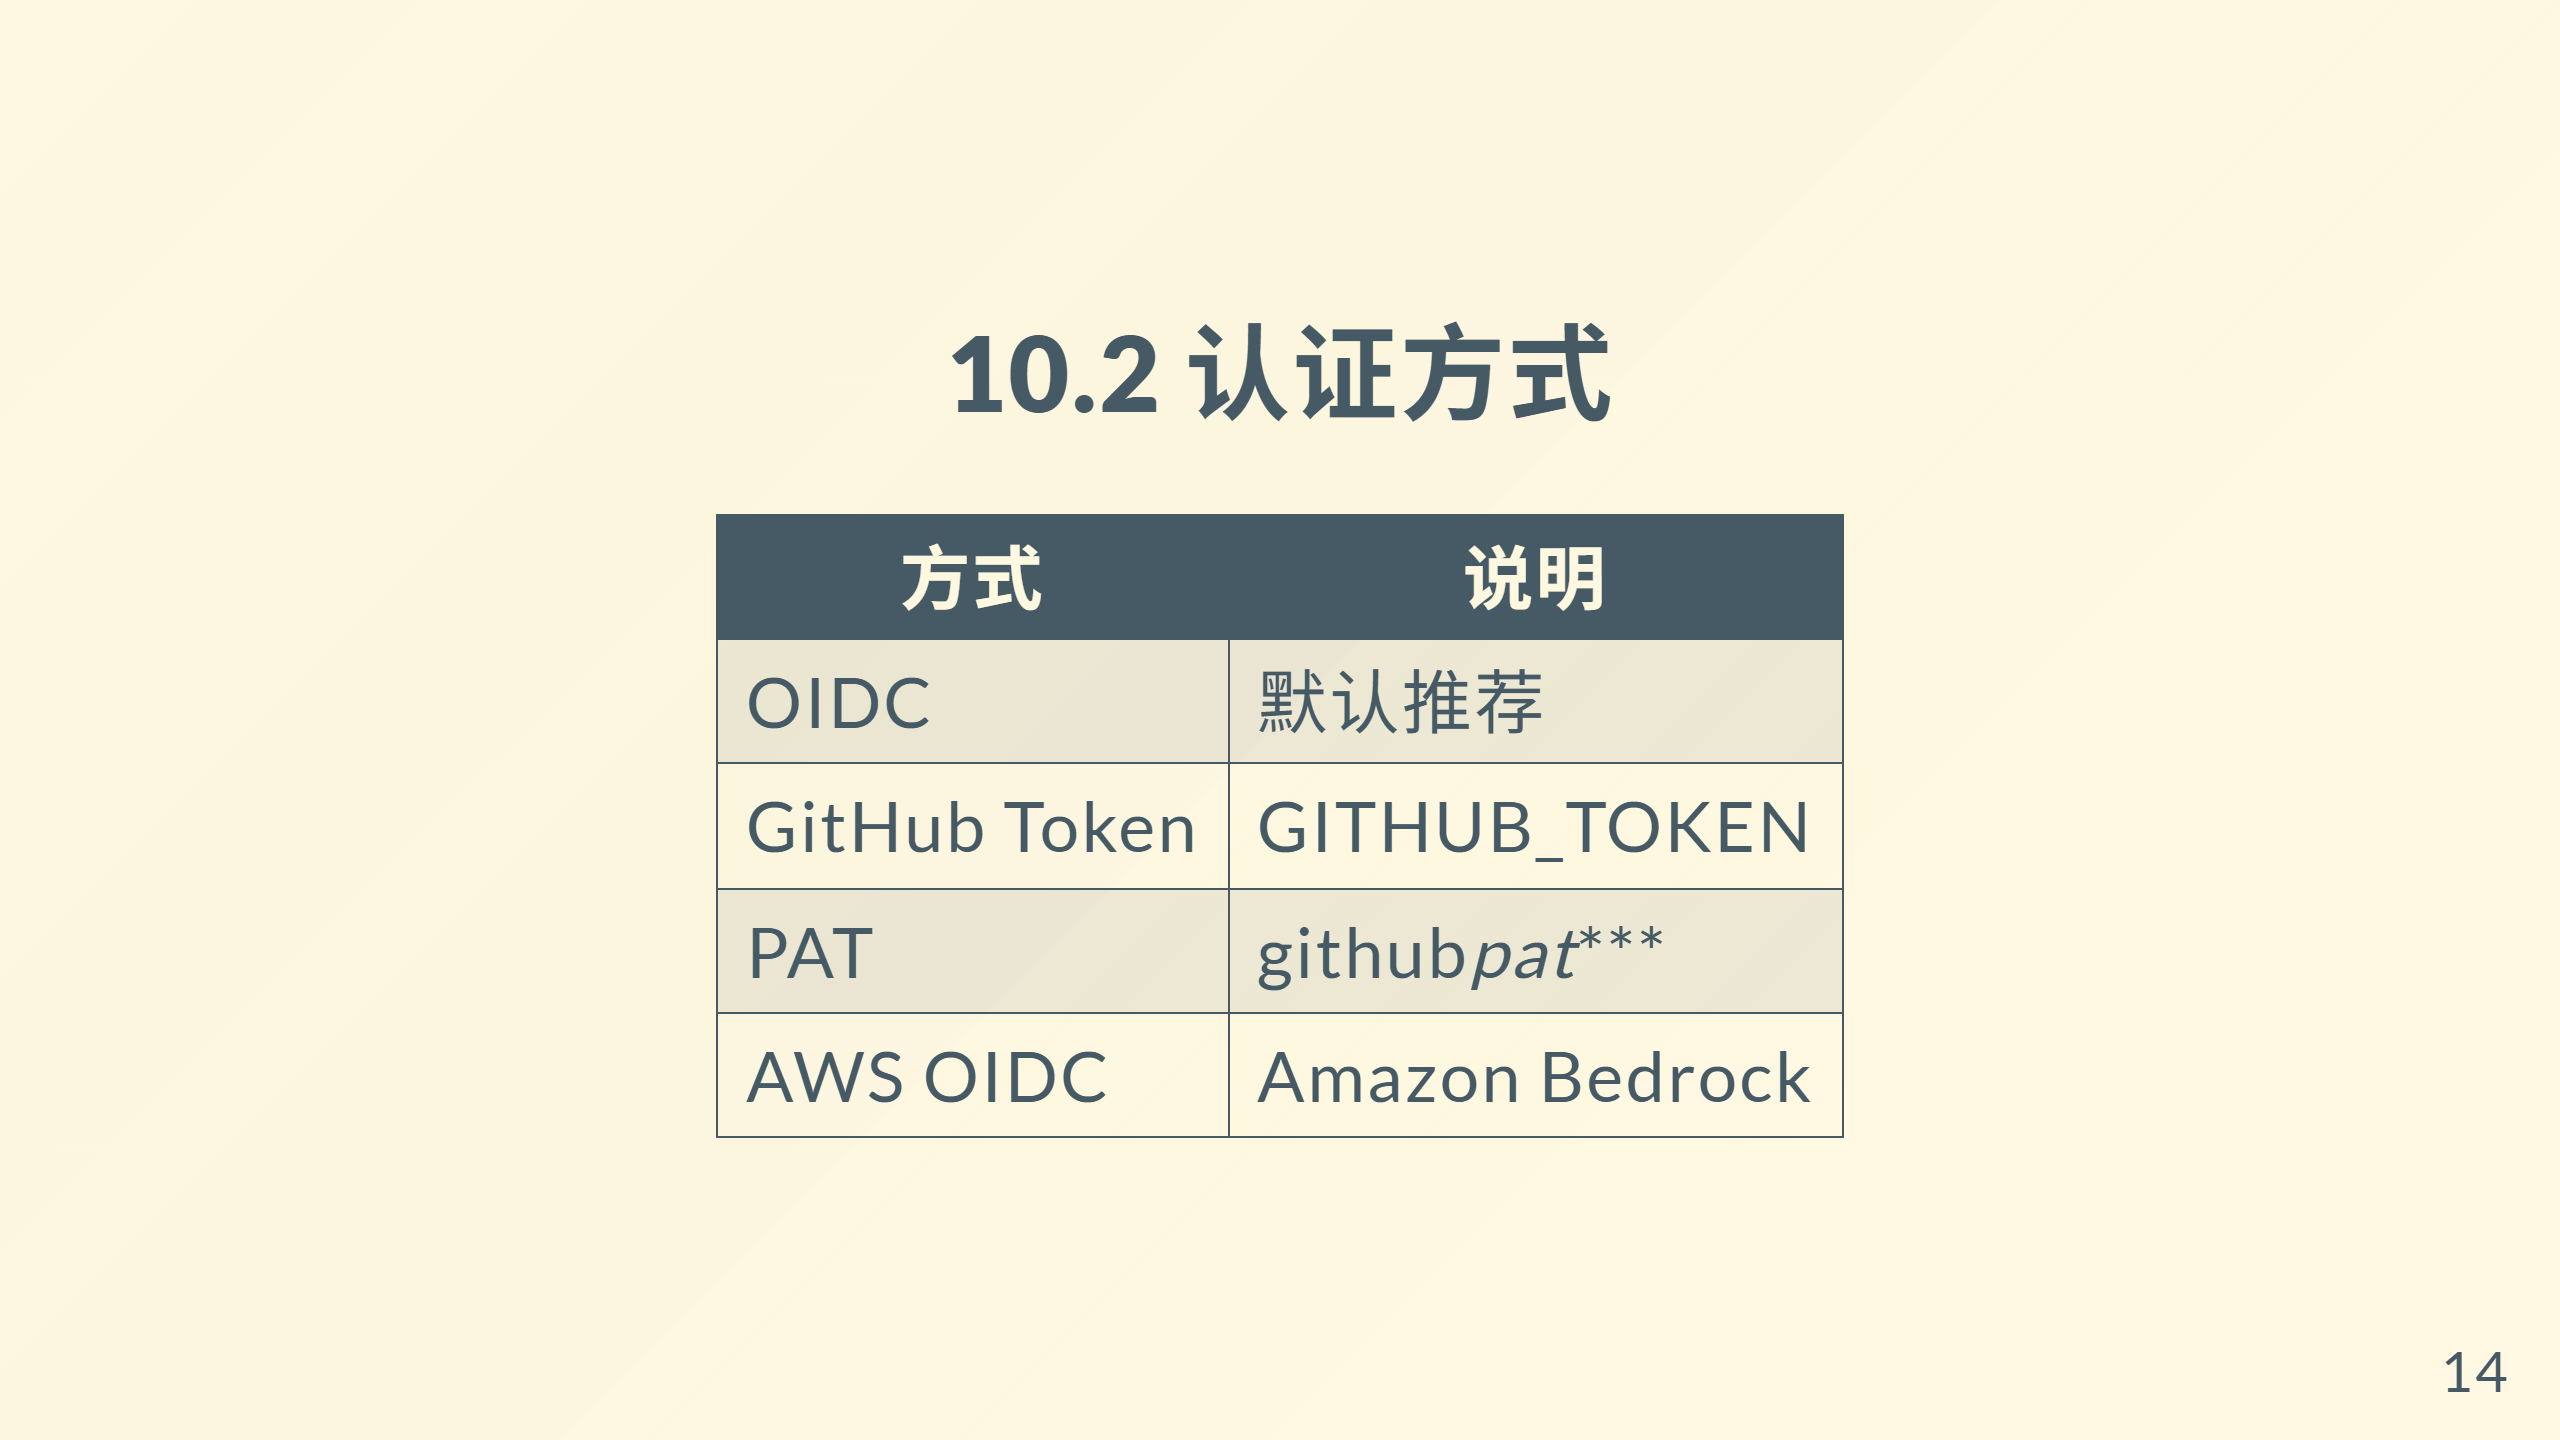 10.2 认证方式
方式 说明
OIDC 默认推荐
GitHub Token GITHUB_TOKEN
PAT githubpat***
AWS OIDC Amazon Bedrock
14